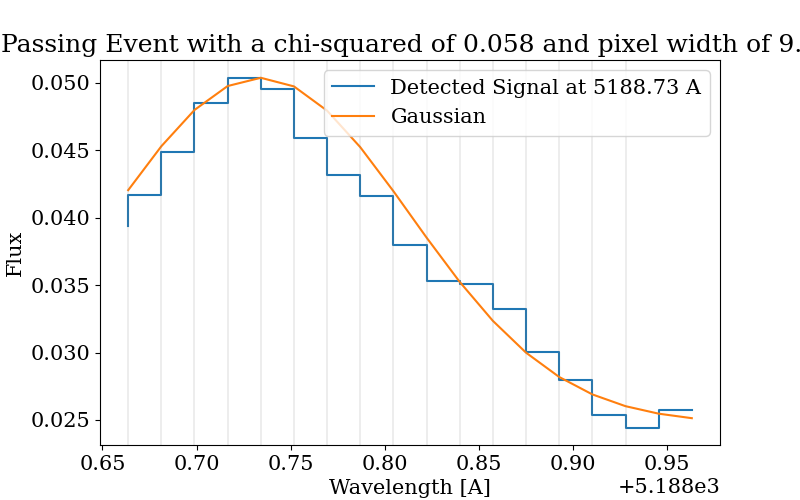 Passing Event with a chi-squared of 0.058 and pixel width of 9.
Detected Signal at 5188.73 A
Gaussian
0.050
0.045
0.040
0.035
0.030
0.025
Flux
0.65 0.70 0.75 0.80 0.85 0.90 0.95
+5.188e3
Wavelength [A]